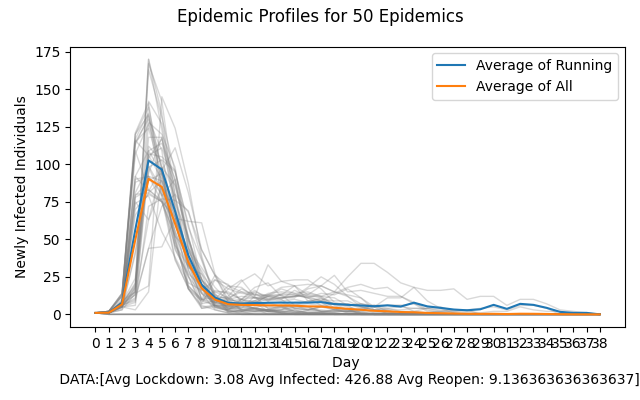 Epidemic Profiles for 50 Epidemics
Average of Running
Average of All
Newly Infected Individuals
175
150
125
100
75
50
25
0
0 1 2 3 4 5 6 7 8 9 10 11 12 13 14 15 16 17 18 19 20 21 22 23 24 25 26 27 28 29 30 31 32 33 34 35 36 37 38
Day
DATA:[Avg Lockdown: 3.08 Avg Infected: 426.88 Avg Reopen: 9.136363636363637]